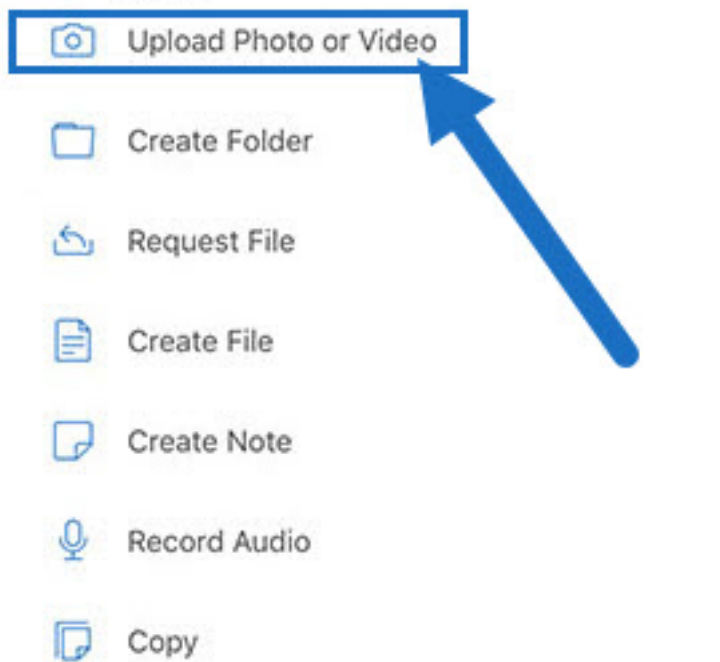 Upload Photo or Video
Create Folder
Request File
Create File
Create Note
Record Audio
Copy